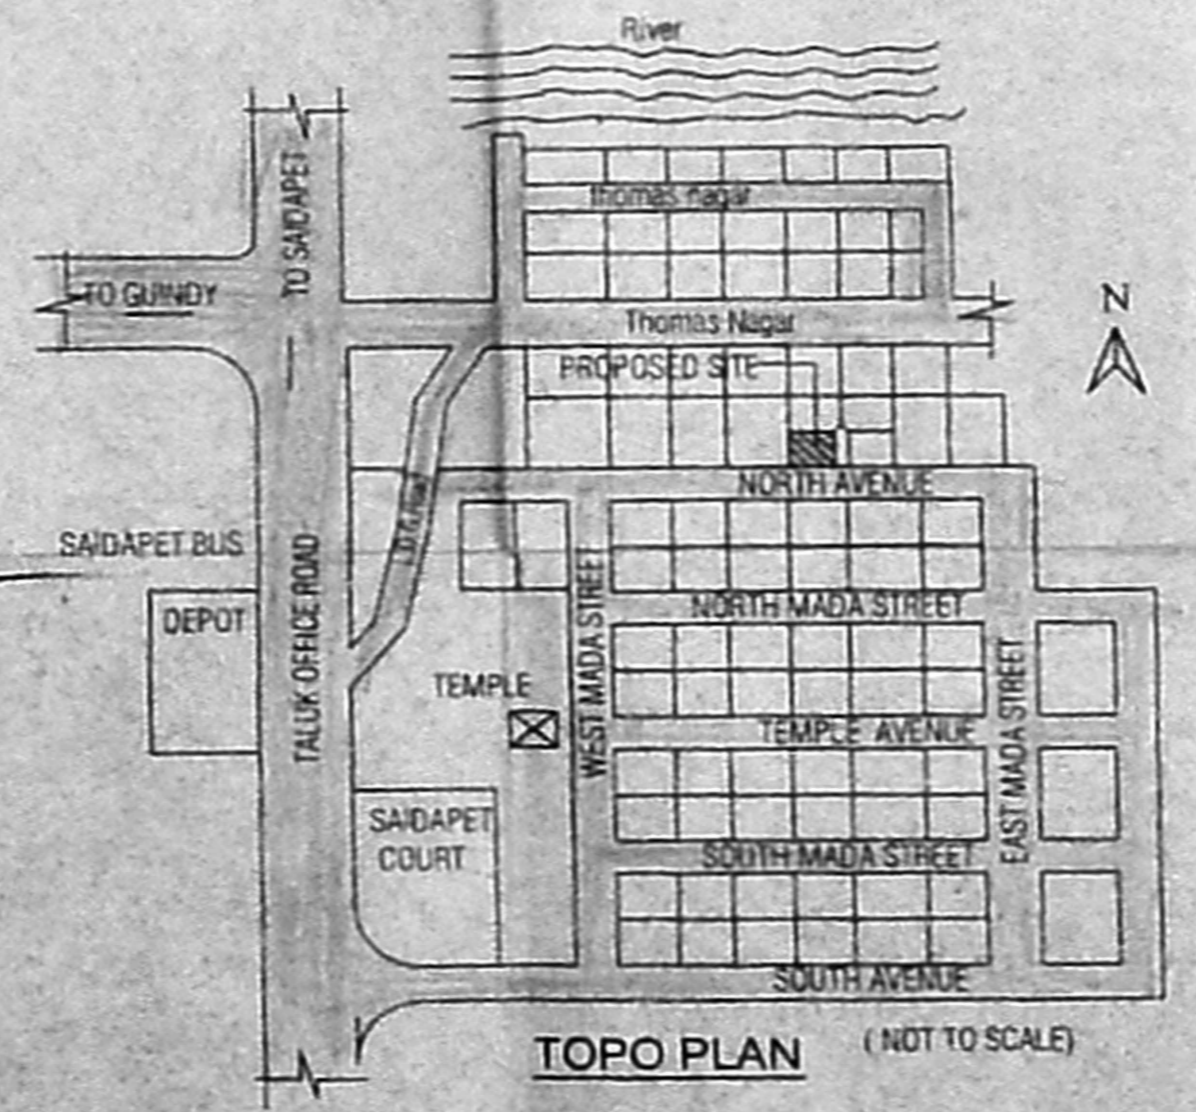 River
TO SAIDAPET
Thomas nagar
TO GUINDY
Thomas Nagar
N
PROPOSED SITE
NORTH AVENUE
SAIDAPET BUS
DEPOT
TALUK OFFICE ROAD
NORTH MADA STREET
WEST MADA STREET
TEMPLE
TEMPLE AVENUE
EAST MADA STREET
SAIDAPET
COURT
SOUTH MADA STREET
SOUTH AVENUE
TOPO PLAN
( NOT TO SCALE)